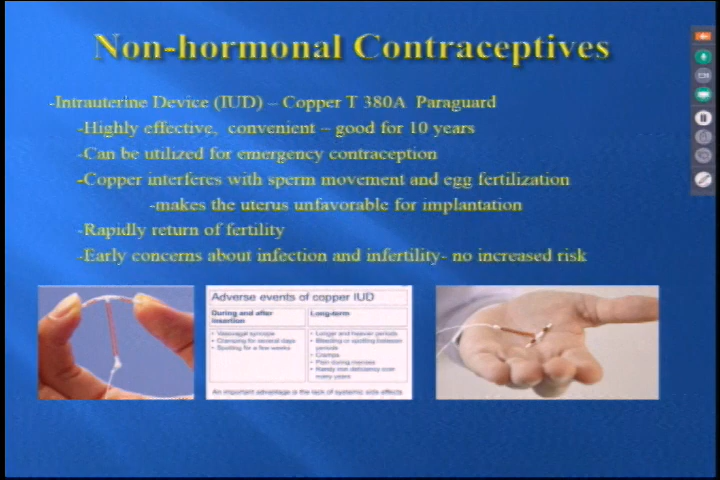 Non-hormonal Contraceptives
-Intrauterine Device (IUD) – Copper T 380A Paraguard
-Highly effective, convenient – good for 10 years
-Can be utilized for emergency contraception
-Copper interferes with sperm movement and egg fertilization
-makes the uterus unfavorable for implantation
-Rapidly return of fertility
-Early concerns about infection and infertility- no increased risk
Adverse events of copper IUD
During and after insertion
• Vasovagal syncope
• Cramping for several days
• Spotting for a few weeks
Long-term
• Longer and heavier periods
• Bleeding or spotting between
periods
• Cramps
• Pain during menses
• Rarely iron deficiency over
many years
An important advantage is the lack of systemic side effects